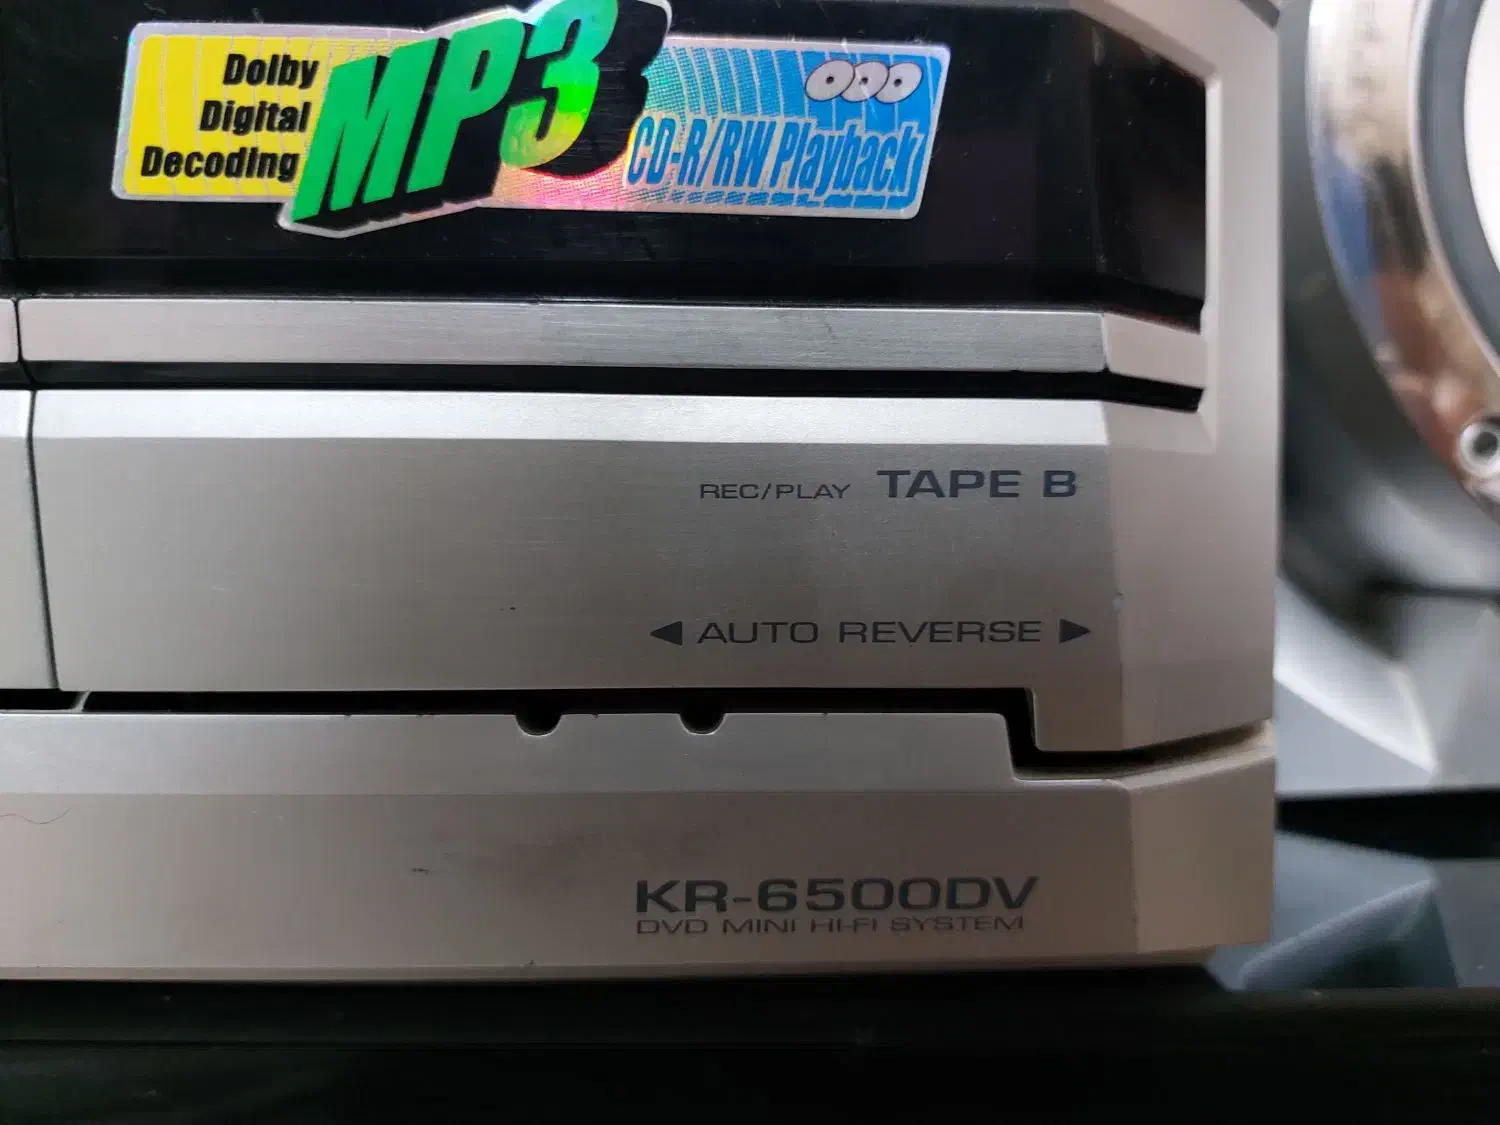 Dolby
Digital
Decoding
MP3
CD-R/RW Playback
REC/PLAY TAPE B
◀ AUTO REVERSE ▶
KR-6500DV
DVD MINI HI-FI SYSTEM